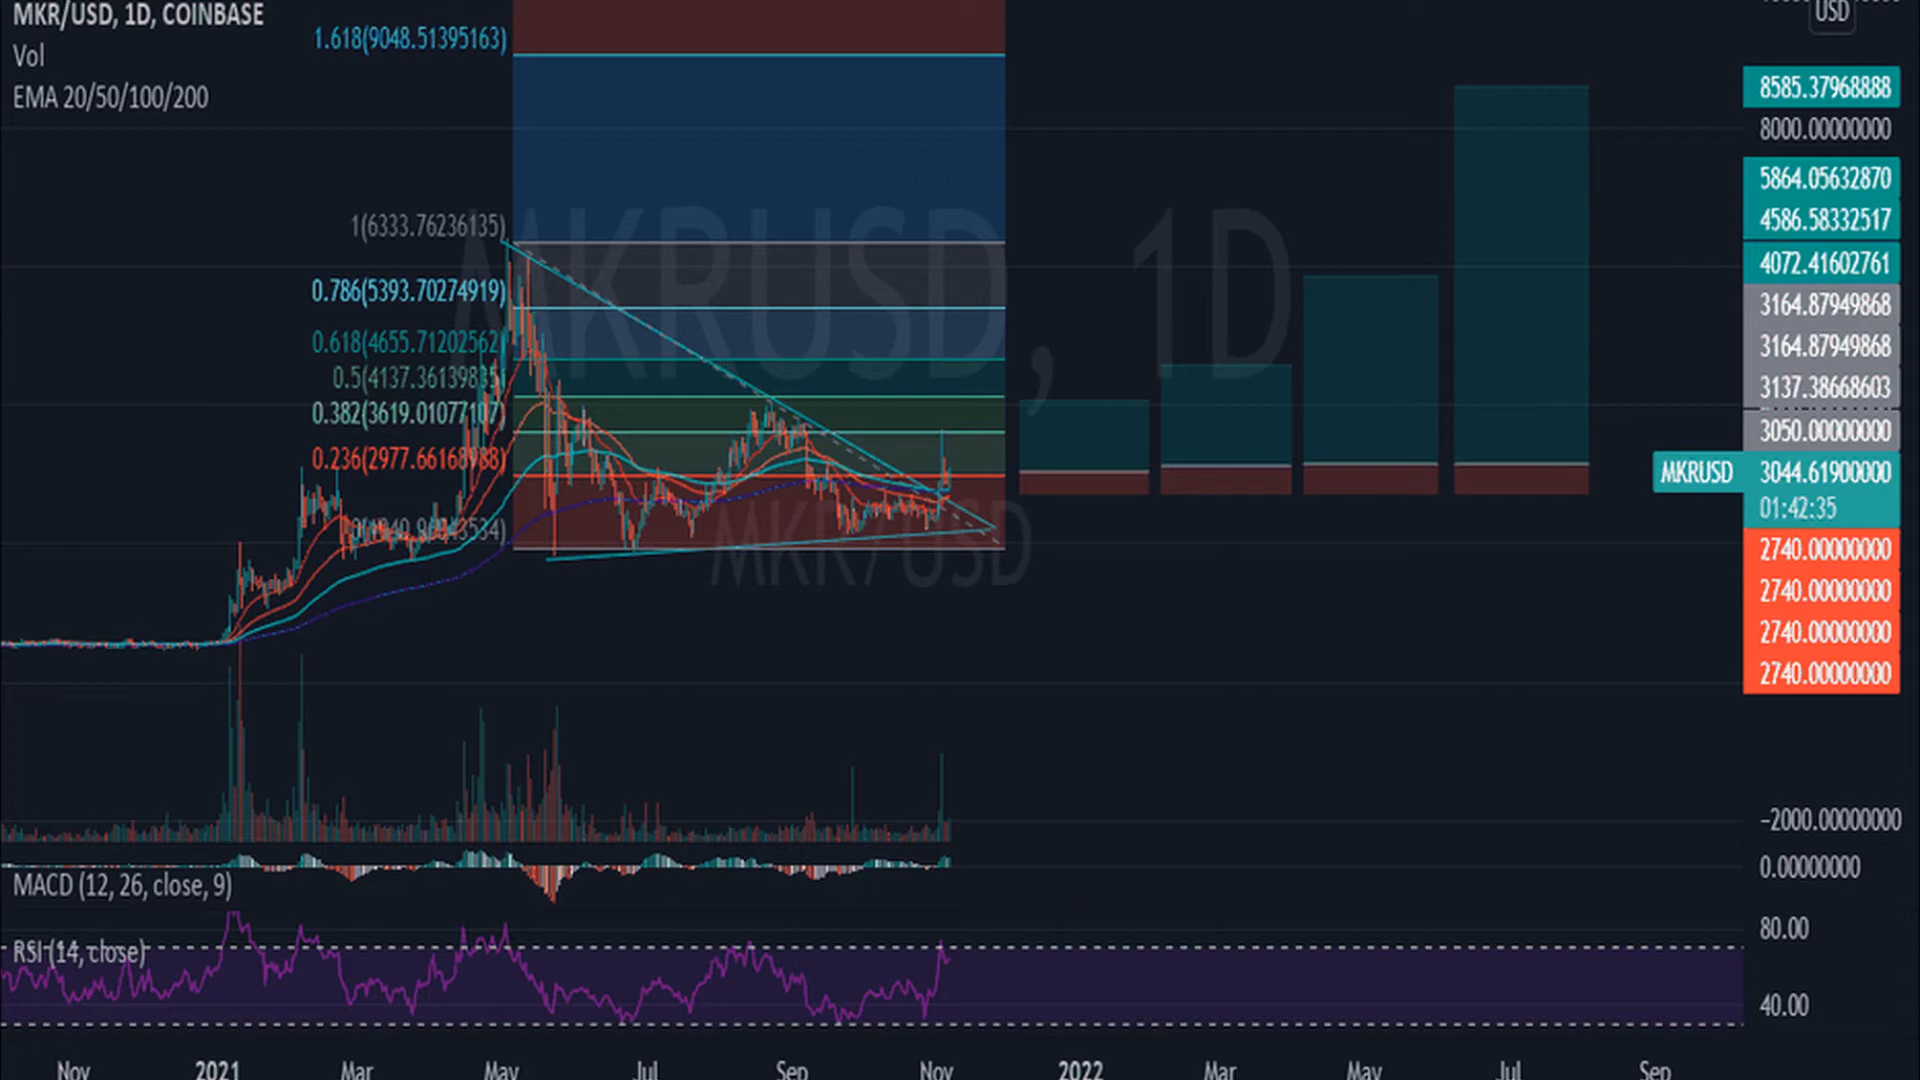 MKR/USD, 1D, COINBASE
Vol
EMA 20/50/100/200
1.618(9048.51395163)
1(6333.76236135)
0.786(5393.70274919)
0.618(4655.71202562)
0.5(4137.36139835)
0.382(3619.01077107)
0.236(2977.66168988)
MKRUSD, 1D
MKR/USD
USD
8585.37968888
8000.00000000
5864.05632870
4586.58332517
4072.41602761
3164.87949868
3164.87949868
3137.38668603
3050.00000000
MKRUSD 3044.61900000
01:42:35
2740.00000000
2740.00000000
2740.00000000
2740.00000000
−2000.00000000
0.00000000
MACD (12, 26, close, 9)
80.00
RSI (14, close)
40.00
Nov 2021 Mar May Jul Sep Nov 2022 Mar May Jul Sep